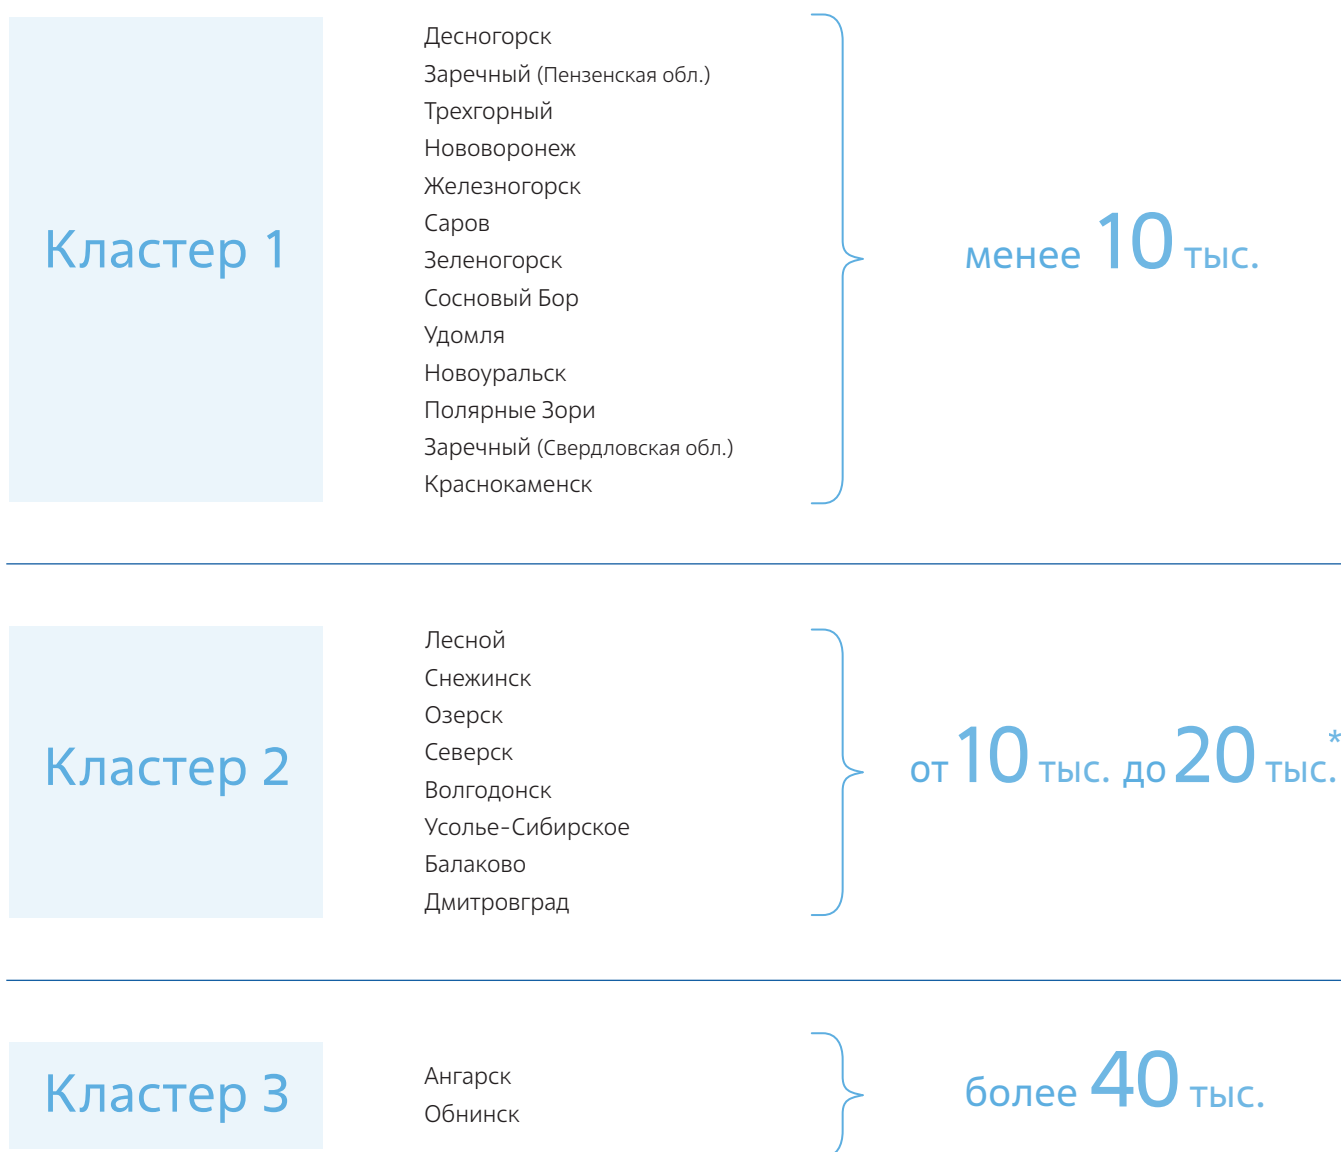 Кластер 1
Десногорск
Заречный (Пензенская обл.)
Трехгорный
Нововоронеж
Железногорск
Саров
Зеленогорск
Сосновый Бор
Удомля
Новоуральск
Полярные Зори
Заречный (Свердловская обл.)
Краснокаменск
менее 10 тыс.
Кластер 2
Лесной
Снежинск
Озерск
Северск
Волгодонск
Усолье-Сибирское
Балаково
Дмитровград
от 10 тыс. до 20 тыс.*
Кластер 3
Ангарск
Обнинск
более 40 тыс.